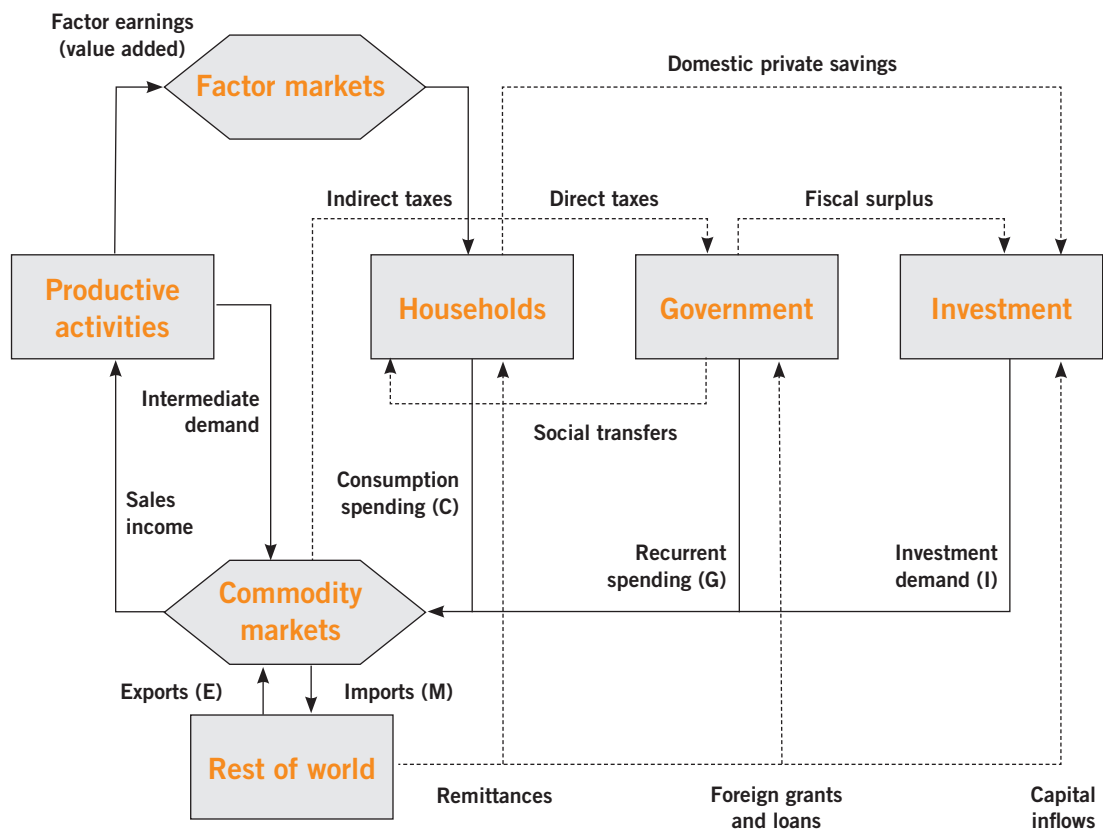 Factor earnings
(value added)
Factor markets
Domestic private savings
Indirect taxes
Direct taxes
Fiscal surplus
Productive
activities
Households
Government
Investment
Intermediate
demand
Social transfers
Sales
income
Consumption
spending (C)
Recurrent
spending (G)
Investment
demand (I)
Commodity
markets
Exports (E)
Imports (M)
Rest of world
Remittances
Foreign grants
and loans
Capital
inflows